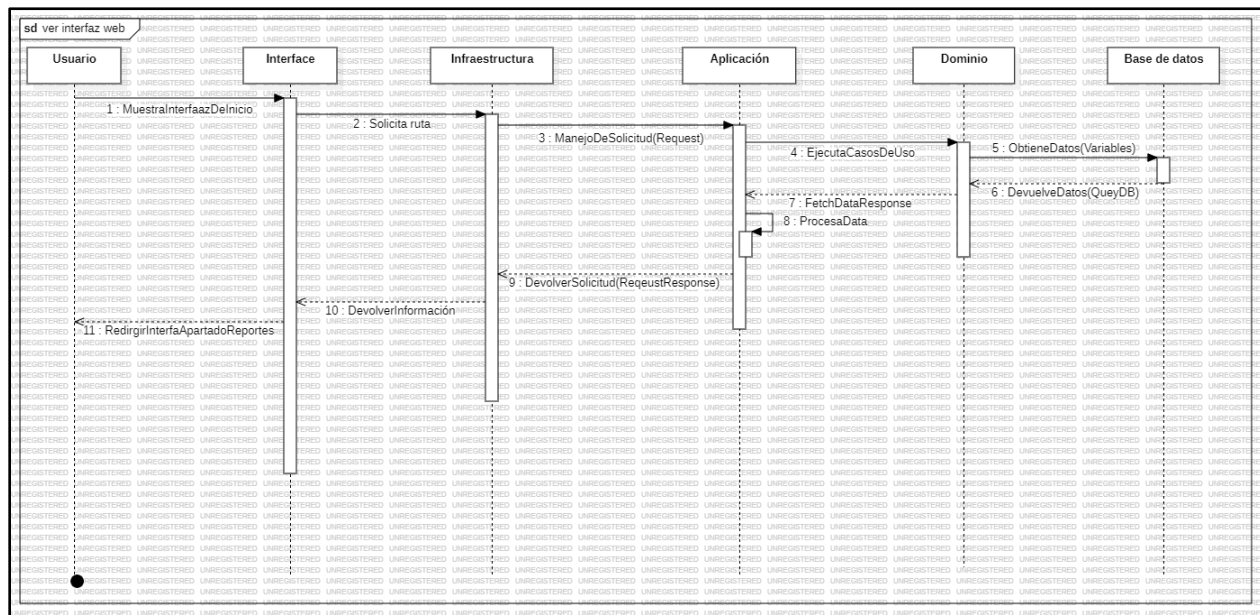 sd ver interfaz web
Usuario
Interface
Infraestructura
Aplicación
Dominio
Base de datos
1 : MuestraInterfaazDeInicio
2 : Solicita ruta
3 : ManejoDeSolicitud(Request)
4 : EjecutaCasosDeUso
5 : ObtieneDatos(Variables)
6 : DevuelveDatos(QueyDB)
7 : FetchDataResponse
8 : ProcesaData
9 : DevolverSolicitud(ReqeustResponse)
10 : DevolverInformación
11 : RedirgirInterfaApartadoReportes
UNREGISTERED